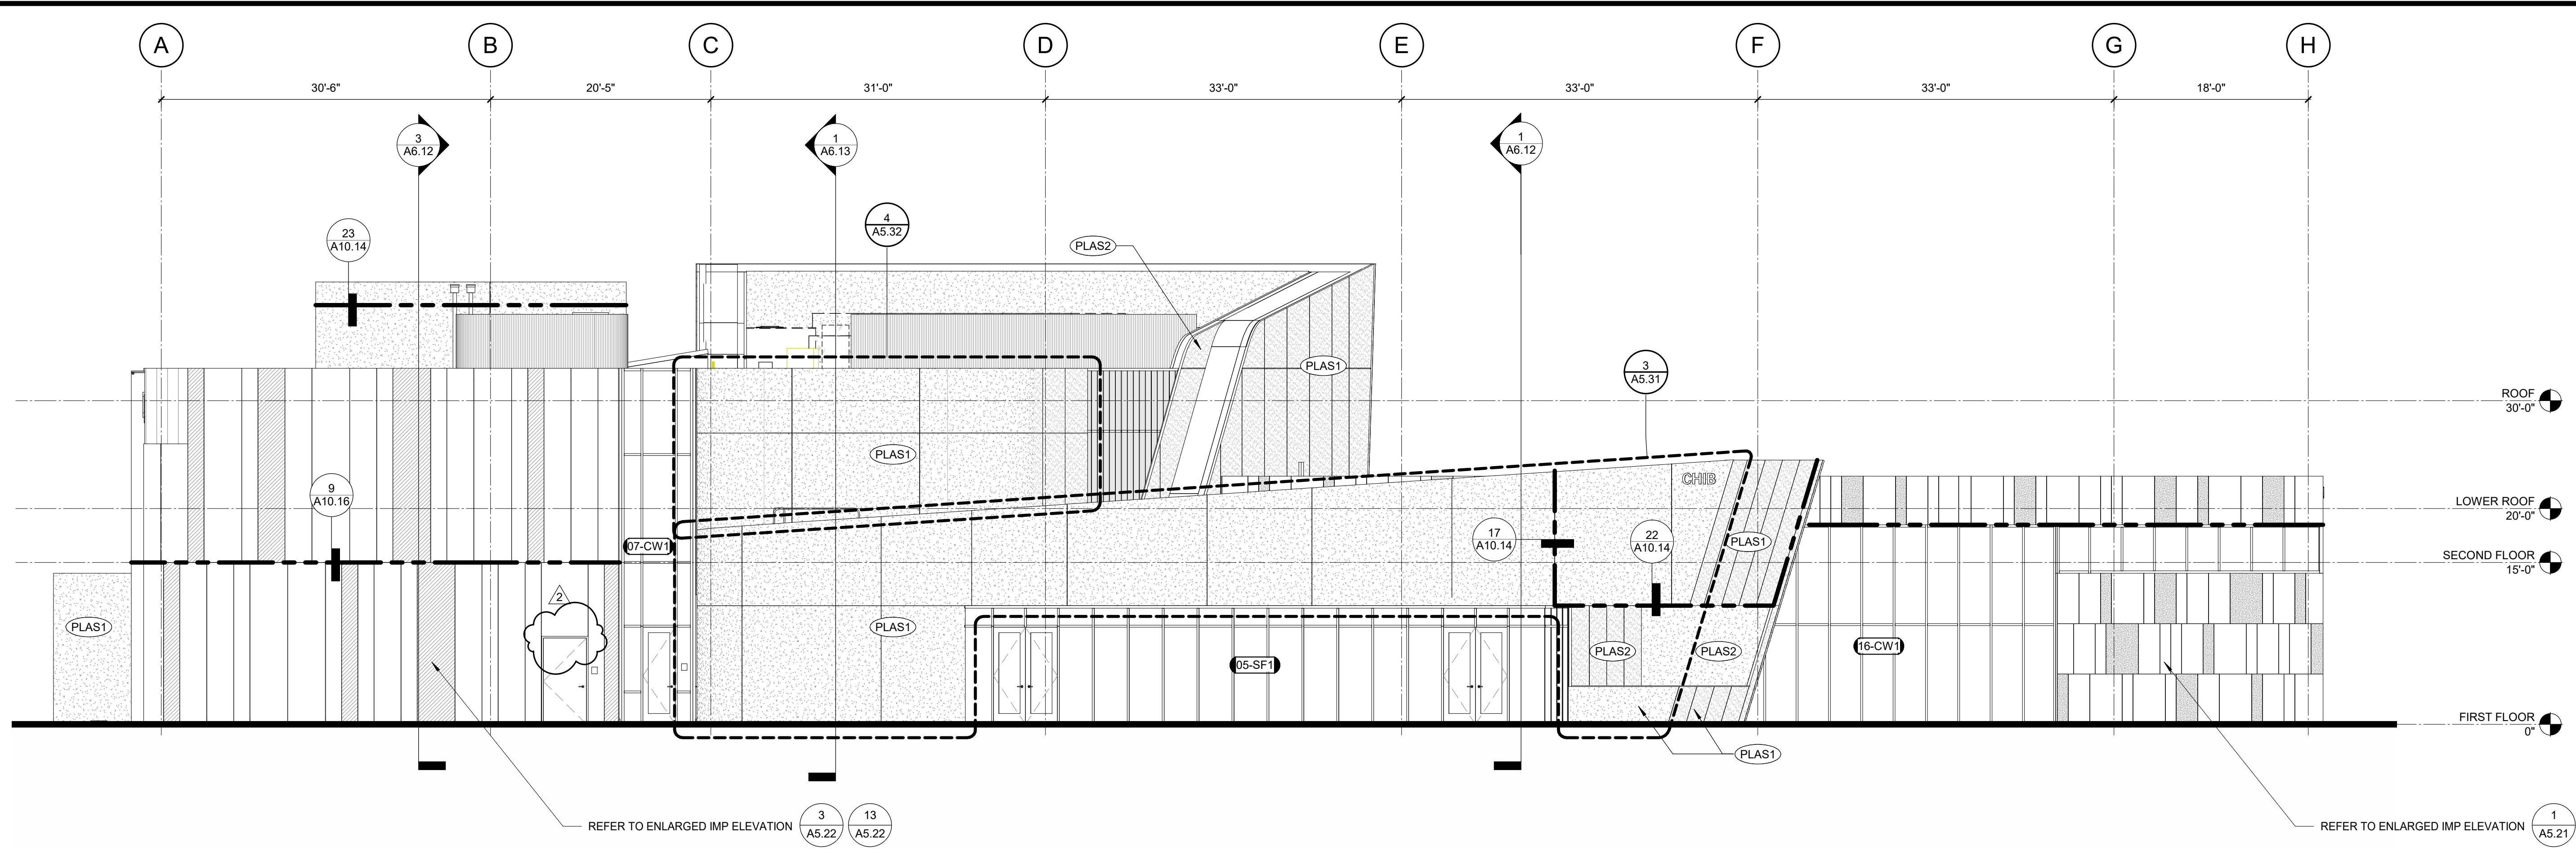 A
B
C
D
E
F
G
H
30'-6"
20'-5"
31'-0"
33'-0"
33'-0"
33'-0"
18'-0"
3
A6.12
1
A6.13
1
A6.12
4
A5.32
23
A10.14
PLAS2
PLAS1
3
A5.31
ROOF
30'-0"
PLAS1
CHIB
9
A10.16
LOWER ROOF
20'-0"
07-CW1
17
A10.14
22
A10.14
PLAS1
SECOND FLOOR
15'-0"
2
PLAS1
PLAS1
05-SF1
PLAS2
PLAS2
16-CW1
FIRST FLOOR
0"
PLAS1
REFER TO ENLARGED IMP ELEVATION
3
A5.22
13
A5.22
REFER TO ENLARGED IMP ELEVATION
1
A5.21